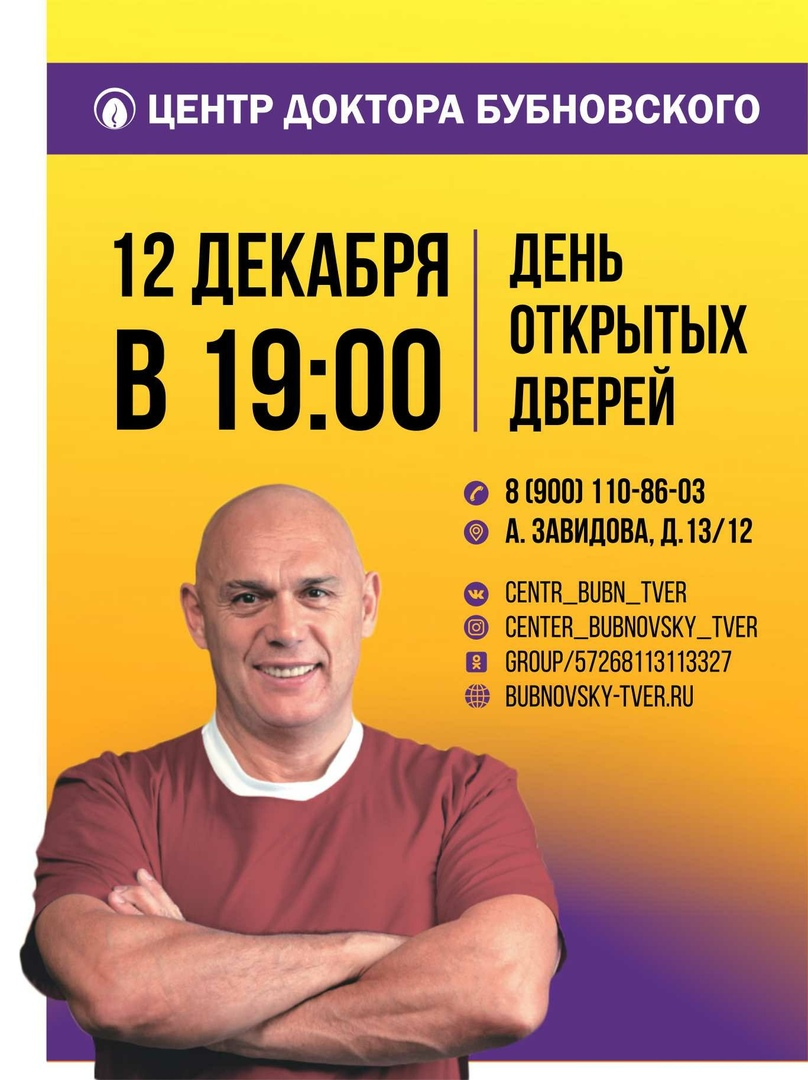 ЦЕНТР ДОКТОРА БУБНОВСКОГО
12 ДЕКАБРЯ
В 19:00
ДЕНЬ
ОТКРЫТЫХ
ДВЕРЕЙ
8 (900) 110-86-03
А. ЗАВИДОВА, Д.13/12
CENTR_BUBN_TVER
CENTER_BUBNOVSKY_TVER
GROUP/57268113113327
BUBNOVSKY-TVER.RU